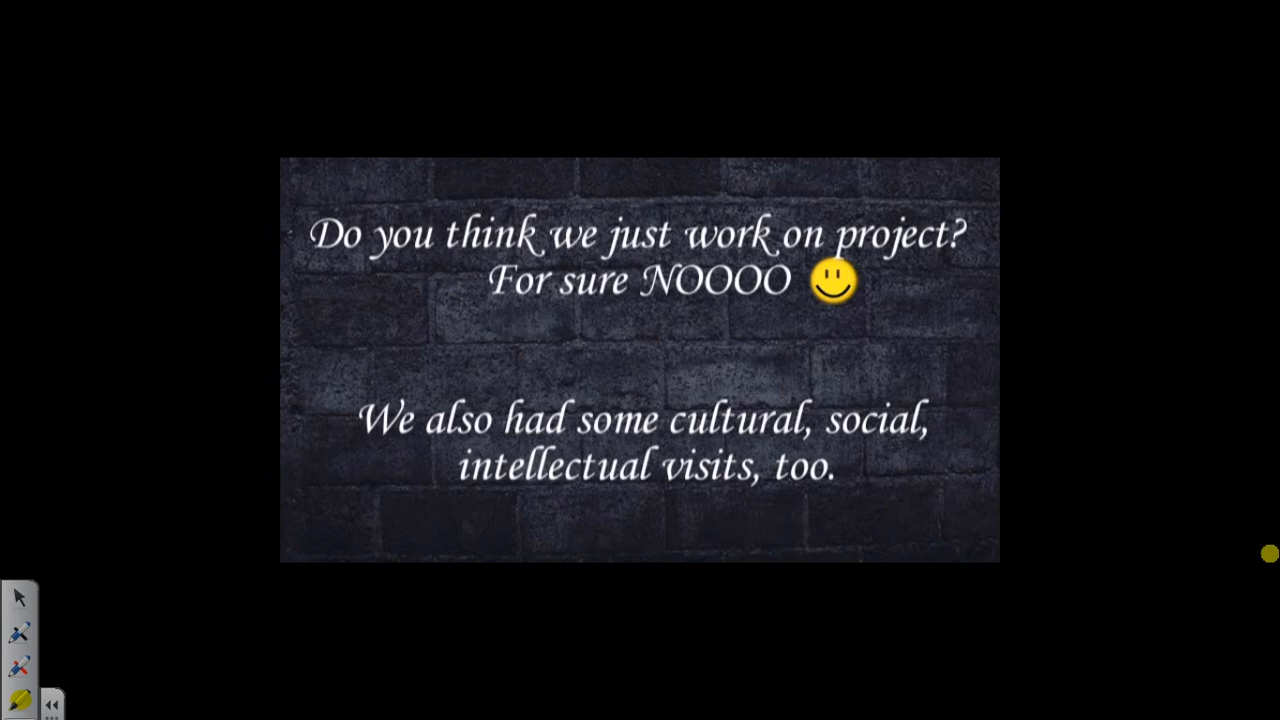 Do you think we just work on project?
For sure NOOOO
We also had some cultural, social,
intellectual visits, too.